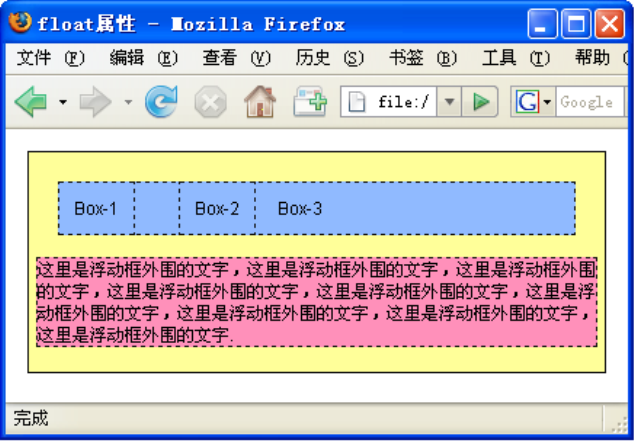 float属性 - Mozilla Firefox
文件 (F) 编辑 (E) 查看 (V) 历史 (S) 书签 (B) 工具 (T) 帮助 (
file:/ G Google
Box-1 Box-2 Box-3
这里是浮动框外围的文字，这里是浮动框外围的文字，这里是浮动框外围
的文字，这里是浮动框外围的文字，这里是浮动框外围的文字，这里是浮
动框外围的文字，这里是浮动框外围的文字，这里是浮动框外围的文字，
这里是浮动框外围的文字.
完成